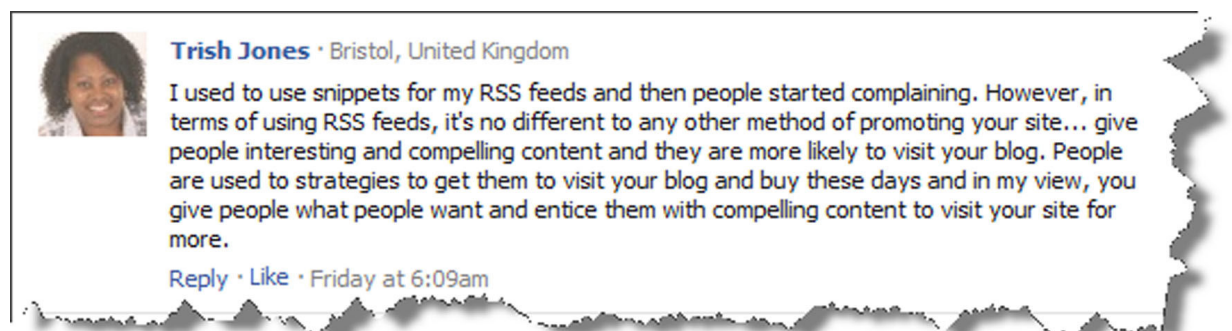 Trish Jones · Bristol, United Kingdom
I used to use snippets for my RSS feeds and then people started complaining. However, in
terms of using RSS feeds, it's no different to any other method of promoting your site... give
people interesting and compelling content and they are more likely to visit your blog. People
are used to strategies to get them to visit your blog and buy these days and in my view, you
give people what people want and entice them with compelling content to visit your site for
more.
Reply · Like · Friday at 6:09am